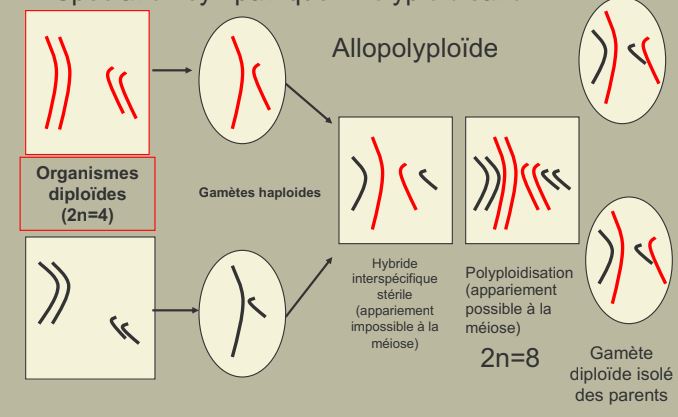 Allopolyploïde
Organismes
diploïdes
(2n=4)
Gamètes haploides
Hybride
interspécifique
stérile
(appariement
impossible à la
méiose)
Polyploidisation
(appariement
possible à la
méiose)
2n=8
Gamète
diploïde isolé
des parents